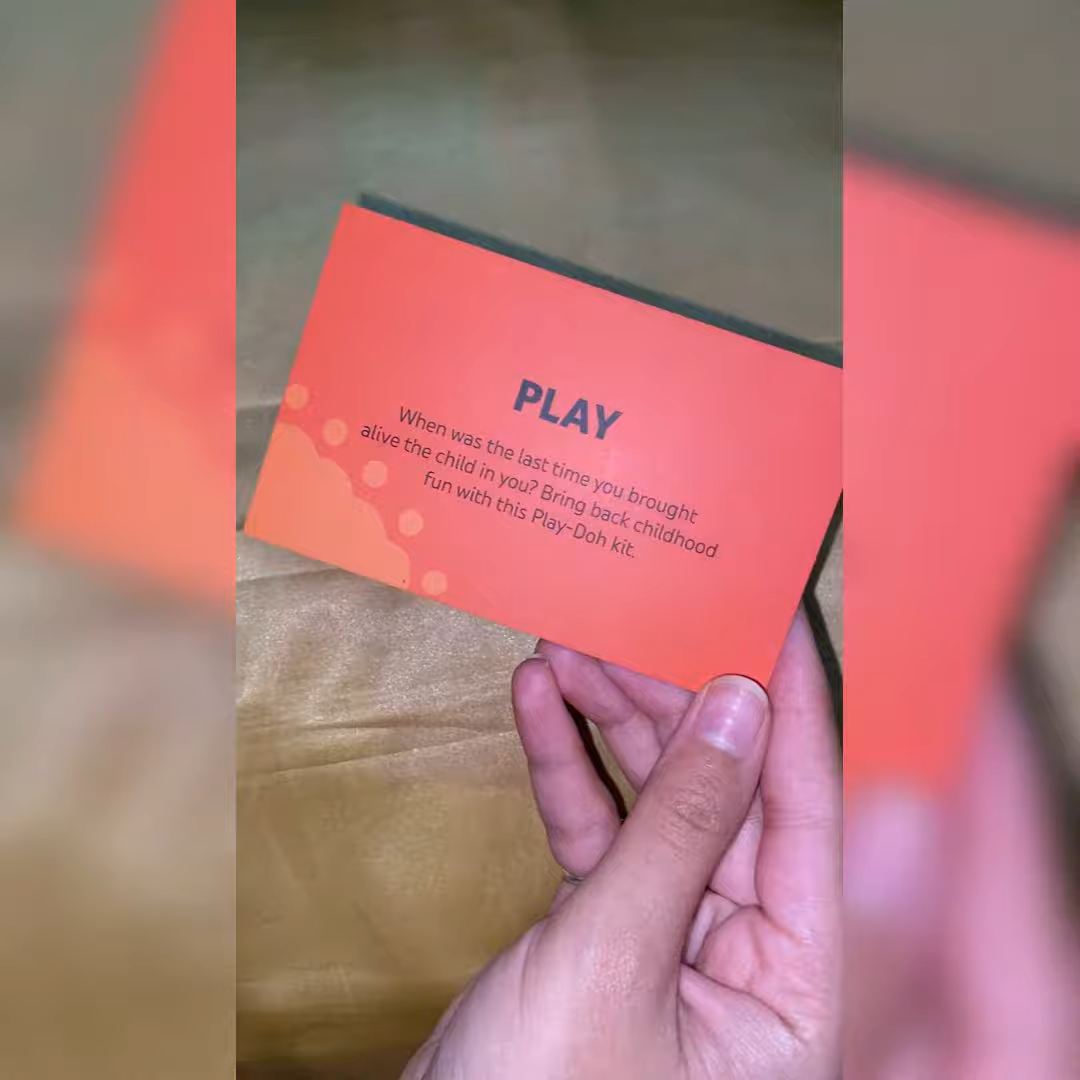 PLAY
When was the last time you brought
alive the child in you? Bring back childhood
fun with this Play-Doh kit.